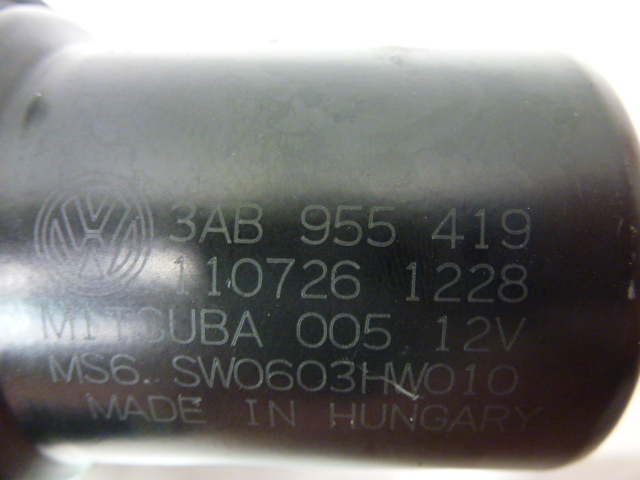 3AB 955 419
110726 1228
MITSUBA 005 12V
MS6.. SW0603HW010
MADE IN HUNGARY